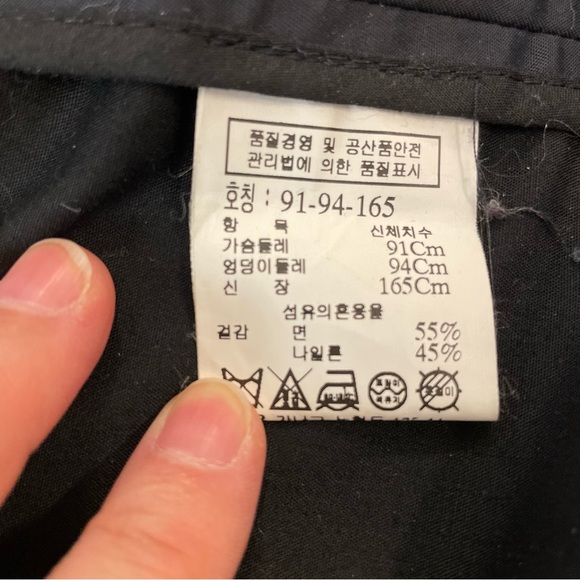 품질경영 및 공산품안전
관리법에 의한 품질표시
호칭 : 91-94-165
항 목 신체치수
가슴둘레 91Cm
엉덩이둘레 94Cm
신 장 165Cm
섬유의혼용율
겉감 면 55%
나일론 45%
드라이